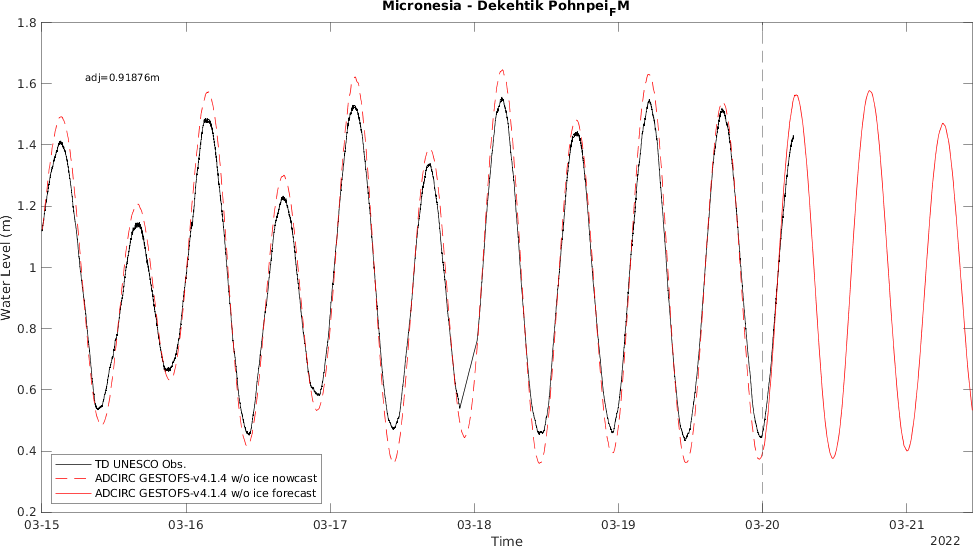 Micronesia - Dekehtik Pohnpei_FM
1.8
adj=0.91876m
1.6
1.4
1.2
1
0.8
0.6
0.4
0.2
Water Level (m)
TD UNESCO Obs.
ADCIRC GESTOFS-v4.1.4 w/o ice nowcast
ADCIRC GESTOFS-v4.1.4 w/o ice forecast
03-15 03-16 03-17 03-18 03-19 03-20 03-21
Time
2022